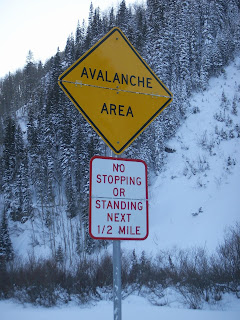 AVALANCHE
AREA
NO
STOPPING
OR
STANDING
NEXT
1/2 MILE